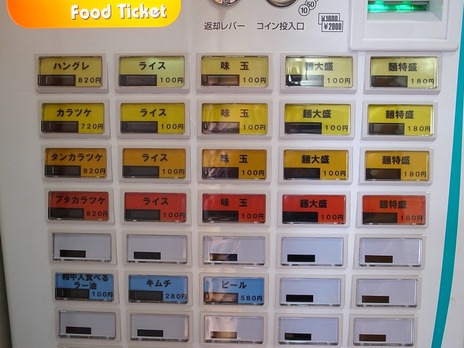 Food Ticket
返却レバー コイン投入口
ハングレ 820円 ライス 100円 味玉 100円 麺大盛 100円 麺特盛 180円
カラツケ 720円 ライス 100円 味玉 100円 麺大盛 100円 麺特盛 180円
タンカラツケ 820円 ライス 100円 味玉 100円 麺大盛 100円 麺特盛 180円
ブタカラツケ 820円 ライス 100円 味玉 100円 麺大盛 100円 麺特盛 180円
和牛入食べる
ラー油 100円 キムチ 280円 ビール 580円